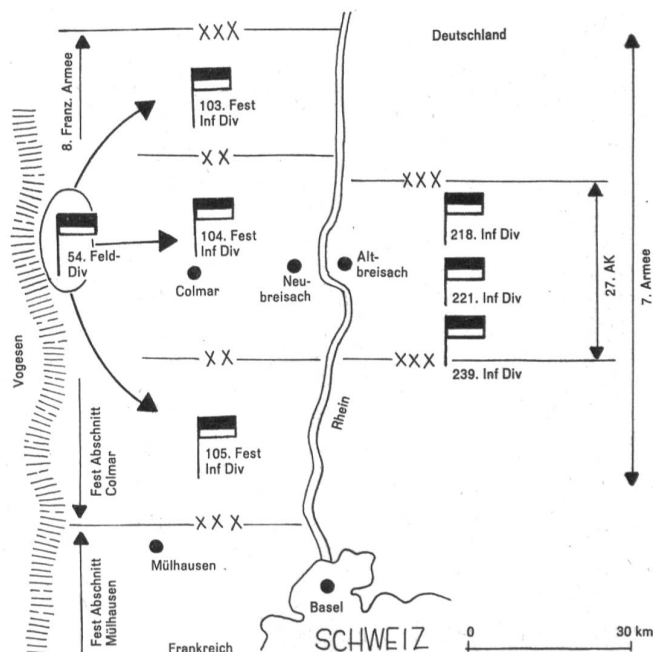 XXX
Deutschland
8. Franz. Armee
103. Fest
Inf Div
XX
XXX
54. Feld-
Div
104. Fest
Inf Div
218. Inf Div
Colmar
Neu-
breisach
Alt-
breisach
221. Inf Div
27. AK
7. Armee
XX
XXX
239. Inf Div
Vogesen
Rhein
105. Fest
Inf Div
Fest Abschnitt
Colmar
XXX
Mülhausen
Fest Abschnitt
Mülhausen
Basel
Frankreich
SCHWEIZ
0
30 km